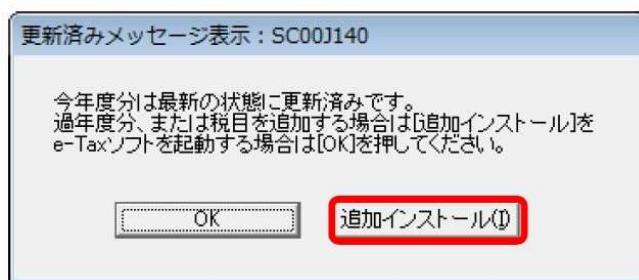 更新済みメッセージ表示：SC00J140
今年度分は最新の状態に更新済みです。
過年度分、または税目を追加する場合は[追加インストール]を
e-Taxソフトを起動する場合は[OK]を押してください。
OK
追加インストール(I)